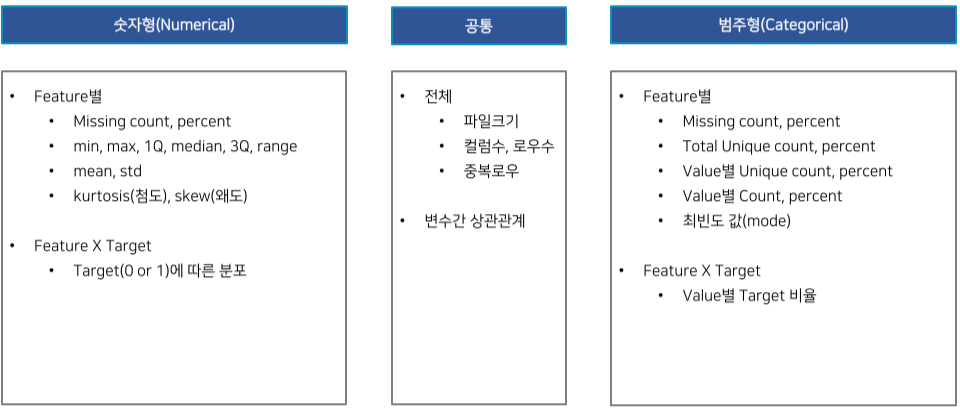 숫자형(Numerical)
• Feature별
• Missing count, percent
• min, max, 1Q, median, 3Q, range
• mean, std
• kurtosis(첨도), skew(왜도)
• Feature X Target
• Target(0 or 1)에 따른 분포
공통
• 전체
• 파일크기
• 컬럼수, 로우수
• 중복로우
• 변수간 상관관계
범주형(Categorical)
• Feature별
• Missing count, percent
• Total Unique count, percent
• Value별 Unique count, percent
• Value별 Count, percent
• 최빈도 값(mode)
• Feature X Target
• Value별 Target 비율